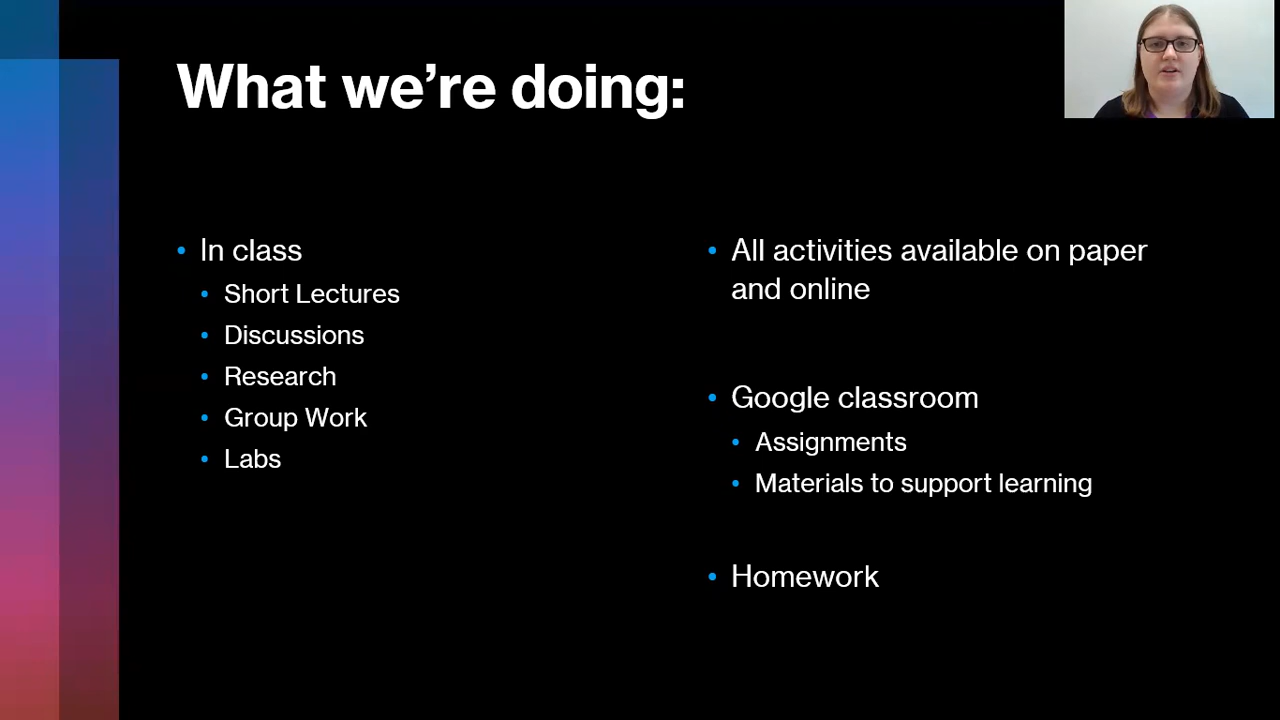 What we’re doing:
In class
Short Lectures
Discussions
Research
Group Work
Labs
All activities available on paper
and online
Google classroom
Assignments
Materials to support learning
Homework